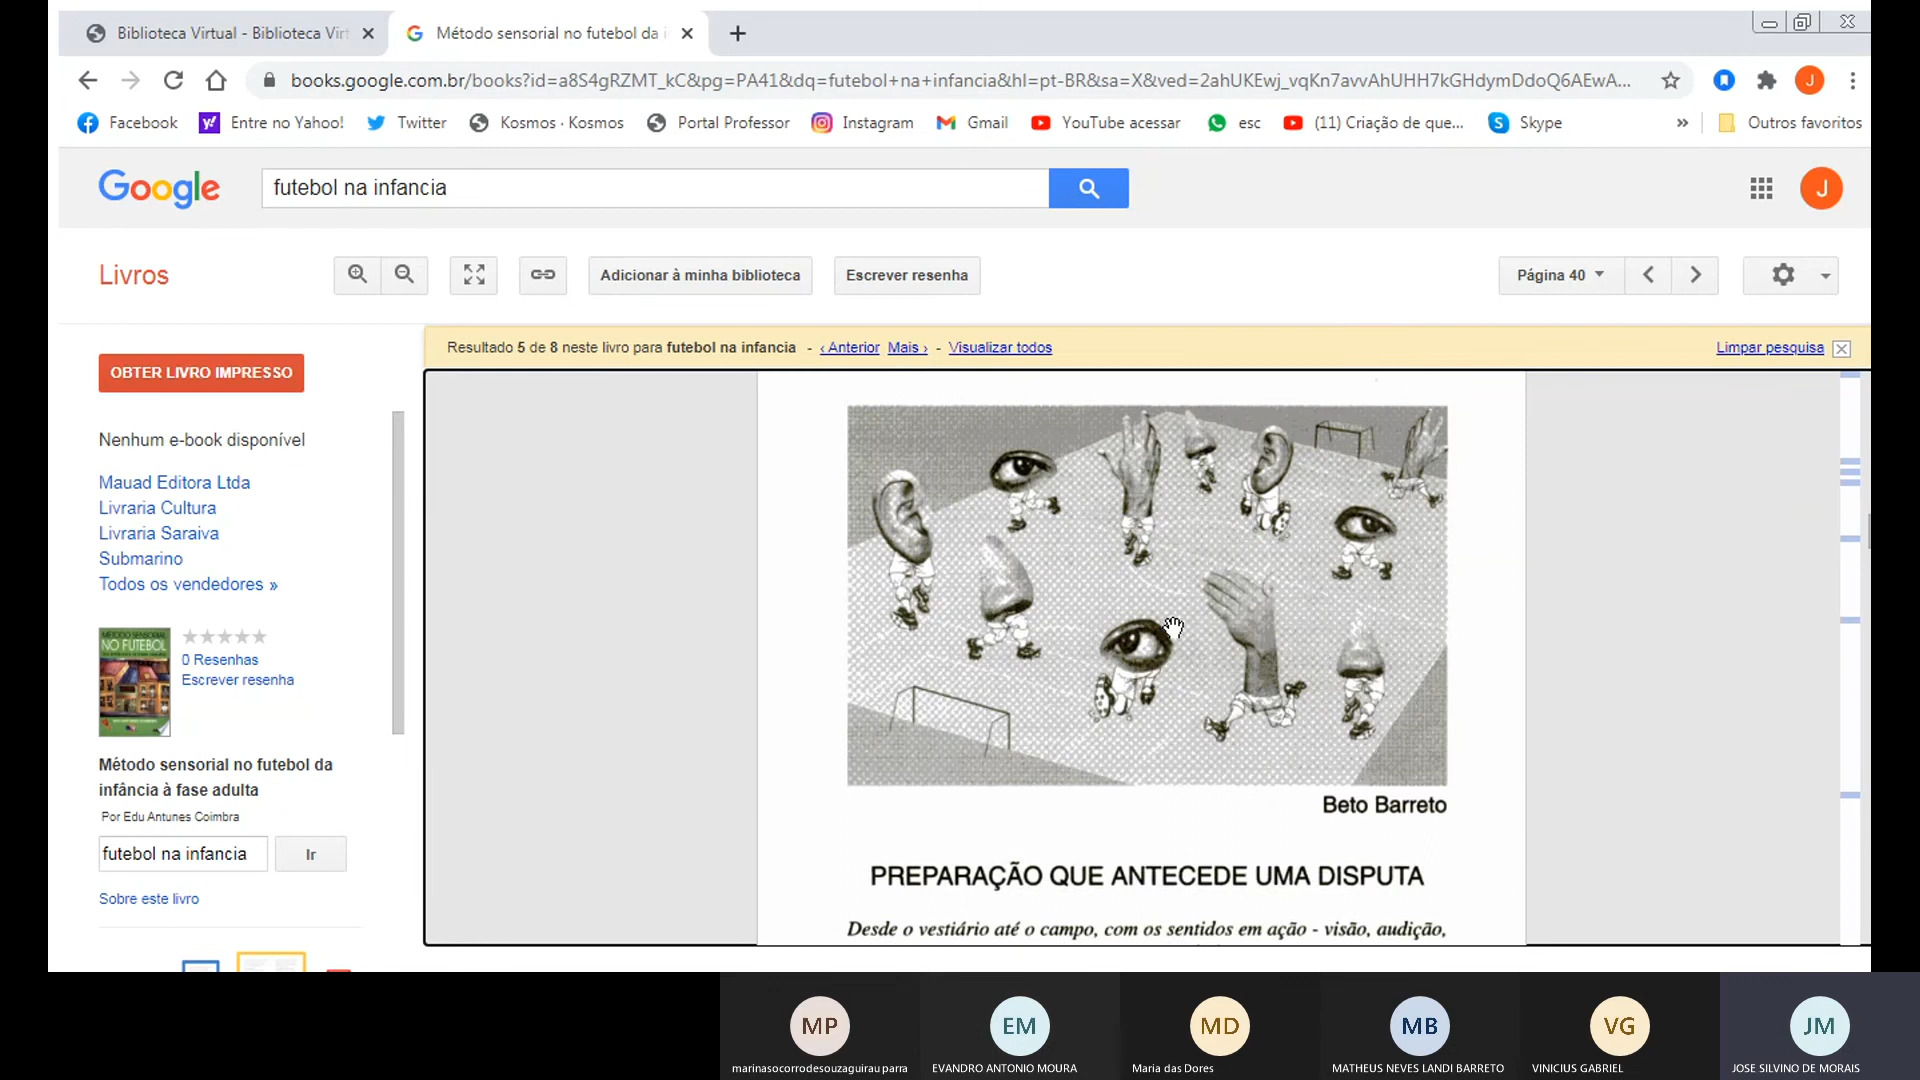 Biblioteca Virtual - Biblioteca Virt
Método sensorial no futebol da i
books.google.com.br/books?id=a8S4gRZMT_kC&pg=PA41&dq=futebol+na+infancia&hl=pt-BR&sa=X&ved=2ahUKEwj_vqKn7avvAhUHH7kGHdymDdoQ6AEwA...
J
Facebook
Entre no Yahoo!
Twitter
Kosmos · Kosmos
Portal Professor
Instagram
Gmail
YouTube acessar
esc
(11) Criação de que...
Skype
»
Outros favoritos
Google
futebol na infancia
J
Livros
Adicionar à minha biblioteca
Escrever resenha
Página 40
Resultado 5 de 8 neste livro para futebol na infancia - ‹ Anterior Mais › - Visualizar todos
Limpar pesquisa
OBTER LIVRO IMPRESSO
Nenhum e-book disponível
Mauad Editora Ltda
Livraria Cultura
Livraria Saraiva
Submarino
Todos os vendedores »
MÉTODO SENSORIAL
NO FUTEBOL
0 Resenhas
Escrever resenha
Método sensorial no futebol da
infância à fase adulta
Por Edu Antunes Coimbra
futebol na infancia
Ir
Sobre este livro
Beto Barreto
PREPARAÇÃO QUE ANTECEDE UMA DISPUTA
Desde o vestiário até o campo, com os sentidos em ação - visão, audição,
MP
EM
MD
MB
VG
JM
marinasocorrodesouzaguirau parra
EVANDRO ANTONIO MOURA
Maria das Dores
MATHEUS NEVES LANDI BARRETO
VINICIUS GABRIEL
JOSE SILVINO DE MORAIS